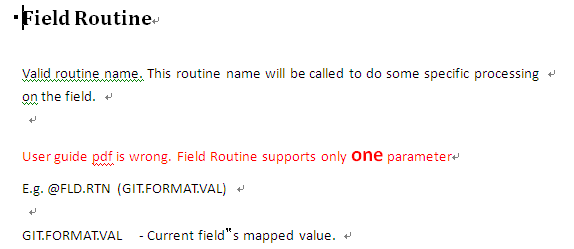 Field Routine
Valid routine name. This routine name will be called to do some specific processing
on the field.
User guide pdf is wrong. Field Routine supports only one parameter
E.g. @FLD.RTN (GIT.FORMAT.VAL)
GIT.FORMAT.VAL - Current field‟s mapped value.